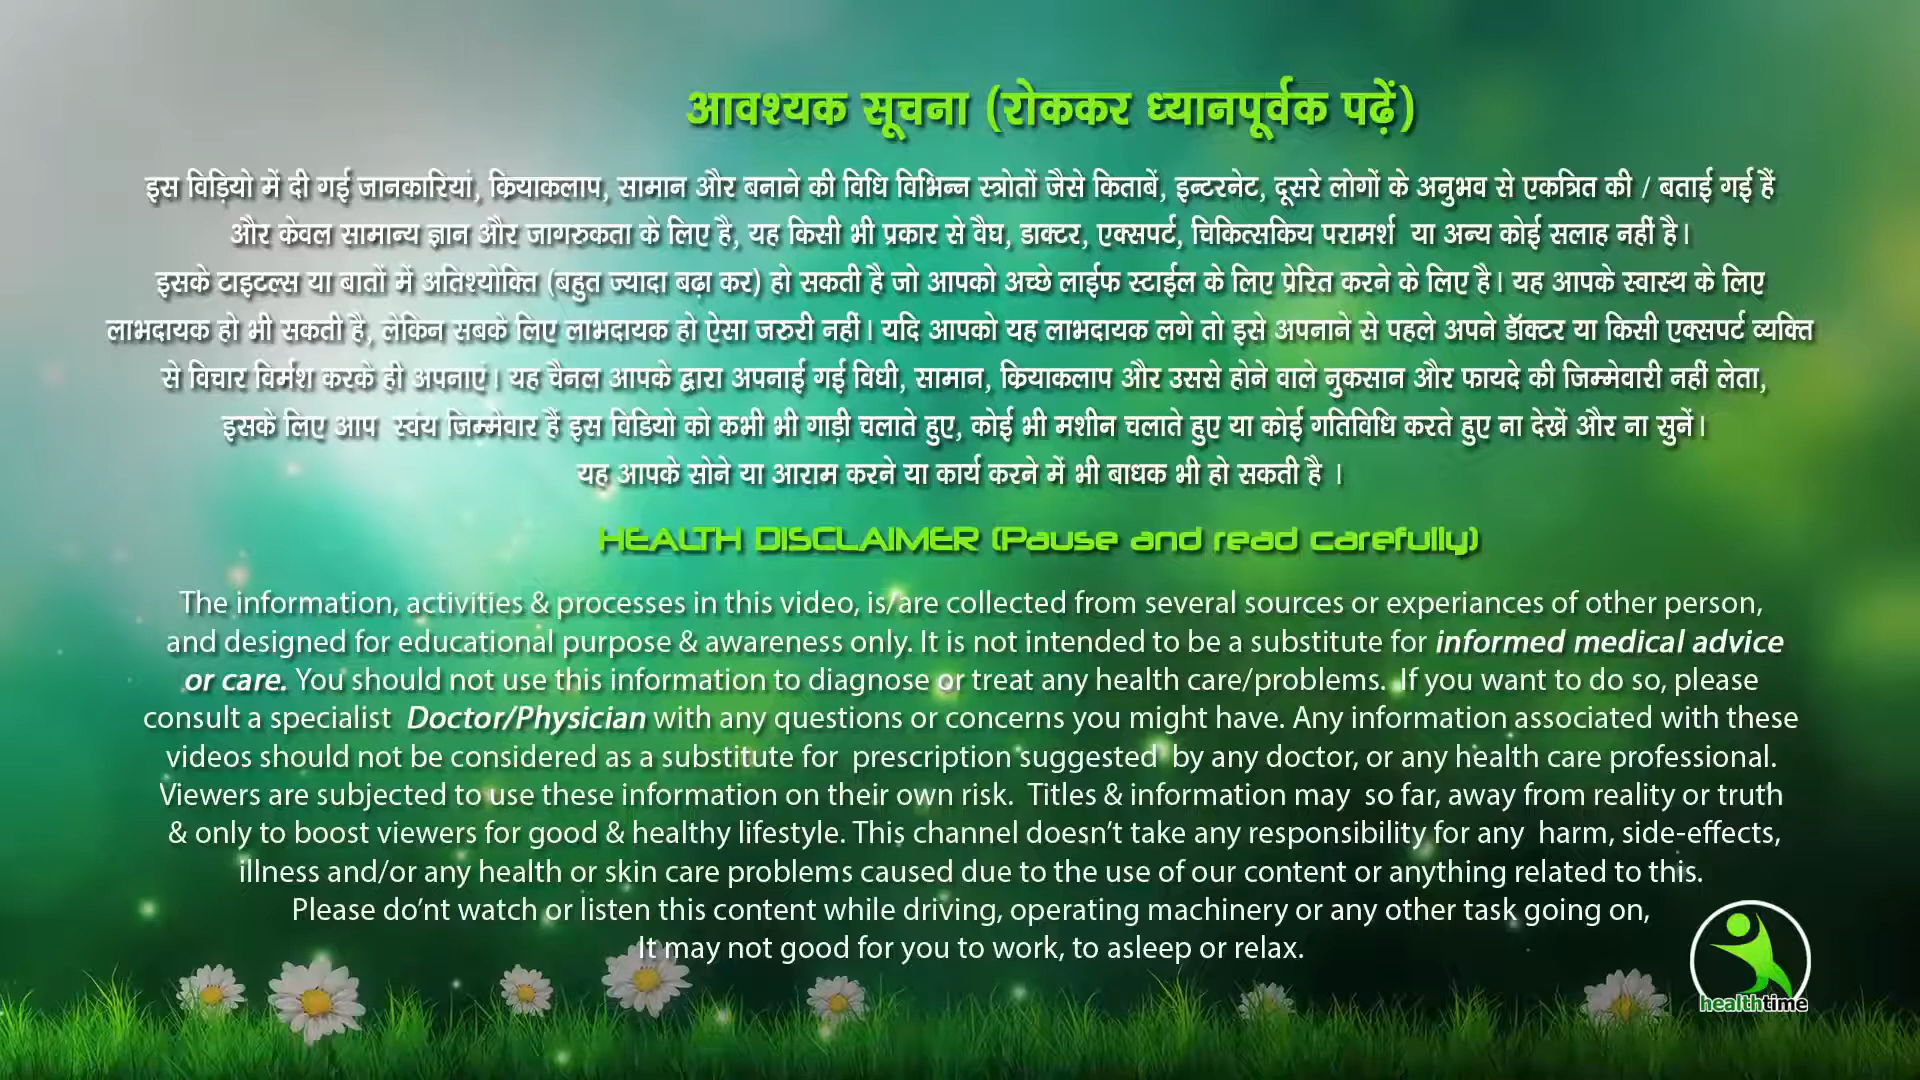 आवश्यक सूचना (रोककर ध्यानपूर्वक पढ़ें)
इस विड़ियो में दी गई जानकारियां, क्रियाकलाप, सामान और बनाने की विधि विभिन्न स्त्रोतों जैसे किताबें, इन्टरनेट, दूसरे लोगों के अनुभव से एकत्रित की / बताई गई हैं
और केवल सामान्य ज्ञान और जागरुकता के लिए है, यह किसी भी प्रकार से वैघ, डाक्टर, एक्सपर्ट, चिकित्सकिय परामर्श या अन्य कोई सलाह नहीं है।
इसके टाइटल्स या बातों में अतिश्योक्ति (बहुत ज्यादा बढ़ा कर) हो सकती है जो आपको अच्छे लाईफ स्टाईल के लिए प्रेरित करने के लिए है। यह आपके स्वास्थ के लिए
लाभदायक हो भी सकती है, लेकिन सबके लिए लाभदायक हो ऐसा जरुरी नहीं। यदि आपको यह लाभदायक लगे तो इसे अपनाने से पहले अपने डॉक्टर या किसी एक्सपर्ट व्यक्ति
से विचार विर्मश करके ही अपनाएं। यह चैनल आपके द्वारा अपनाई गई विधी, सामान, क्रियाकलाप और उससे होने वाले नुकसान और फायदे की जिम्मेवारी नहीं लेता,
इसके लिए आप स्वंय जिम्मेवार हैं इस विडियो को कभी भी गाड़ी चलाते हुए, कोई भी मशीन चलाते हुए या कोई गतिविधि करते हुए ना देखें और ना सुनें।
यह आपके सोने या आराम करने या कार्य करने में भी बाधक भी हो सकती है ।
HEALTH DISCLAIMER (Pause and read carefully)
The information, activities & processes in this video, is/are collected from several sources or experiances of other person,
and designed for educational purpose & awareness only. It is not intended to be a substitute for informed medical advice
or care. You should not use this information to diagnose or treat any health care/problems. If you want to do so, please
consult a specialist Doctor/Physician with any questions or concerns you might have. Any information associated with these
videos should not be considered as a substitute for prescription suggested by any doctor, or any health care professional.
Viewers are subjected to use these information on their own risk. Titles & information may so far, away from reality or truth
& only to boost viewers for good & healthy lifestyle. This channel doesn't take any responsibility for any harm, side-effects,
illness and/or any health or skin care problems caused due to the use of our content or anything related to this.
Please do'nt watch or listen this content while driving, operating machinery or any other task going on,
It may not good for you to work, to asleep or relax.
healthtime